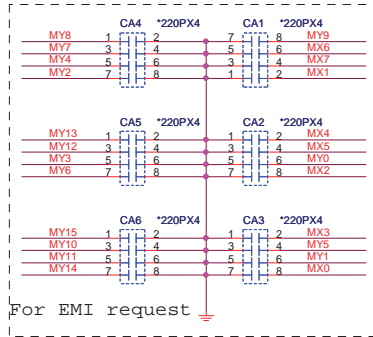 CA4 *220PX4 CA1 *220PX4
MY8 1 2 7 8 MY9
MY7 3 4 5 6 MX6
MY4 5 6 3 4 MX7
MY2 7 8 1 2 MX1
CA5 *220PX4 CA2 *220PX4
MY13 1 2 1 2 MX4
MY12 3 4 3 4 MX5
MY3 5 6 5 6 MY0
MY6 7 8 7 8 MX2
CA6 *220PX4 CA3 *220PX4
MY15 1 2 1 2 MX3
MY10 3 4 3 4 MY5
MY11 5 6 5 6 MY1
MY14 7 8 7 8 MX0
For EMI request